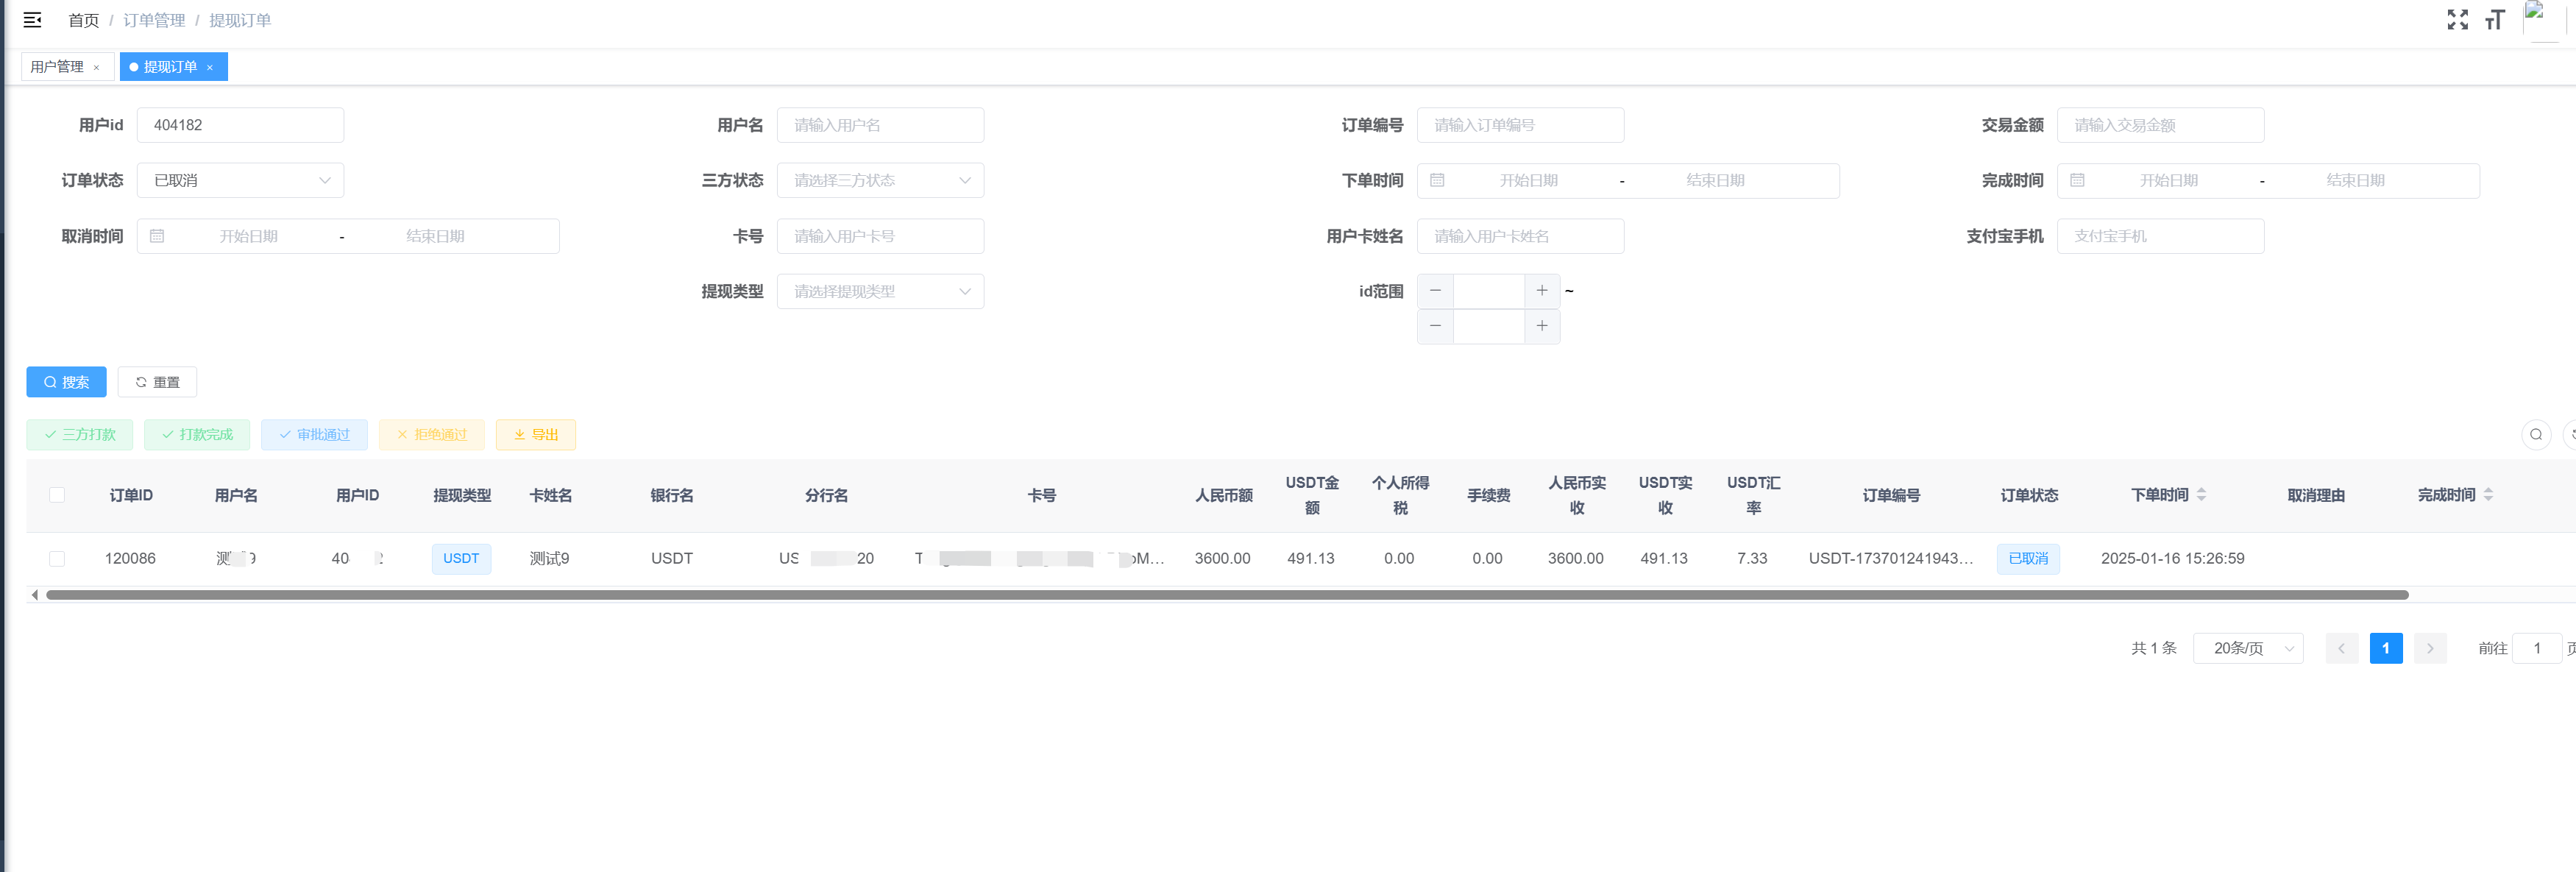 首页 / 订单管理 / 提现订单
用户管理 × 提现订单 ×
用户id 404182 用户名 请输入用户名 订单编号 请输入订单编号 交易金额 请输入交易金额
订单状态 已取消 三方状态 请选择三方状态 下单时间 开始日期 - 结束日期 完成时间 开始日期 - 结束日期
取消时间 开始日期 - 结束日期 卡号 请输入用户卡号 用户卡姓名 请输入用户卡姓名 支付宝手机 支付宝手机
提现类型 请选择提现类型 id范围 ~
搜索 重置
三方打款 打款完成 审批通过 拒绝通过 导出
订单ID 用户名 用户ID 提现类型 卡姓名 银行名 分行名 卡号 人民币额 USDT金额 个人所得税 手续费 人民币实收 USDT实收 USDT汇率 订单编号 订单状态 下单时间 取消理由 完成时间
120086 测 9 40 2 USDT 测试9 USDT US 20 T oM... 3600.00 491.13 0.00 0.00 3600.00 491.13 7.33 USDT-173701241943... 已取消 2025-01-16 15:26:59
共 1 条 20条/页 1 前往 1